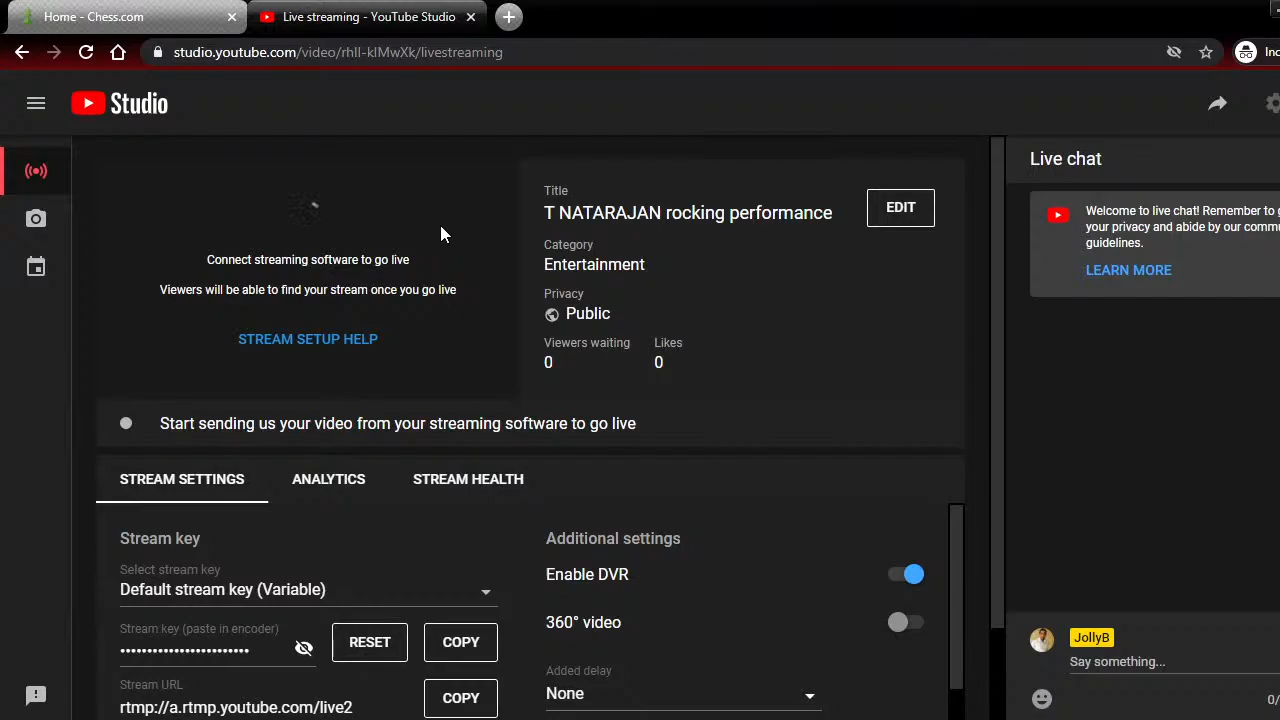 Home - Chess.com
Live streaming - YouTube Studio
studio.youtube.com/video/rhlI-klMwXk/livestreaming
Inc
Studio
Connect streaming software to go live
Viewers will be able to find your stream once you go live
STREAM SETUP HELP
Title
T NATARAJAN rocking performance
EDIT
Category
Entertainment
Privacy
Public
Viewers waiting
Likes
0
0
Start sending us your video from your streaming software to go live
STREAM SETTINGS
ANALYTICS
STREAM HEALTH
Stream key
Select stream key
Default stream key (Variable)
Stream key (paste in encoder)
RESET
COPY
Stream URL
rtmp://a.rtmp.youtube.com/live2
COPY
Additional settings
Enable DVR
360° video
Added delay
None
Live chat
Welcome to live chat! Remember to g
your privacy and abide by our commu
guidelines.
LEARN MORE
JollyB
Say something...
0/